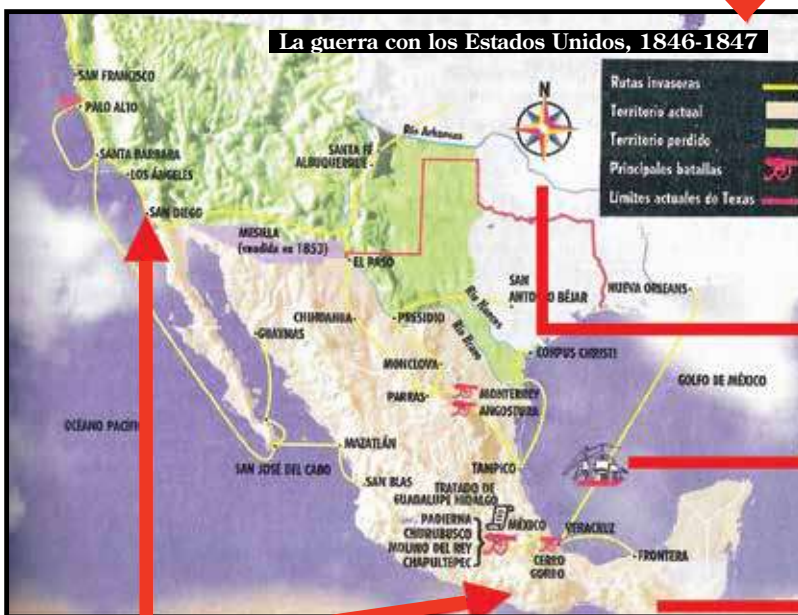 La guerra con los Estados Unidos, 1846-1847
Rutas invasoras
Territorio actual
Territorio perdido
Principales batallas
Límites actuales de Texas
N
SAN FRANCISCO
PALO ALTO
SANTA BÁRBARA
LOS ÁNGELES
SAN DIEGO
SANTA FÉ
ALBUQUERQUE
Río Arkansas
MESILLA
(vendida en 1853)
EL PASO
SAN
ANTONIO BÉJAR
NUEVA ORLEANS
CHIHUAHUA
PRESIDIO
Río Nueces
Río Bravo
GUAYMAS
CORPUS CHRISTI
MONCLOVA
GOLFO DE MÉXICO
PARRAS
MONTERREY
ANGOSTURA
OCÉANO PACÍFI
MAZATLÁN
SAN JOSÉ DEL CABO
TAMPICO
SAN BLAS
TRATADO DE
GUADALUPE HIDALGO
PADIERNA
CHURUBUSCO
MOLINO DEL REY
CHAPULTEPEC
MÉXICO
VERACRUZ
CERRO
GORDO
FRONTERA